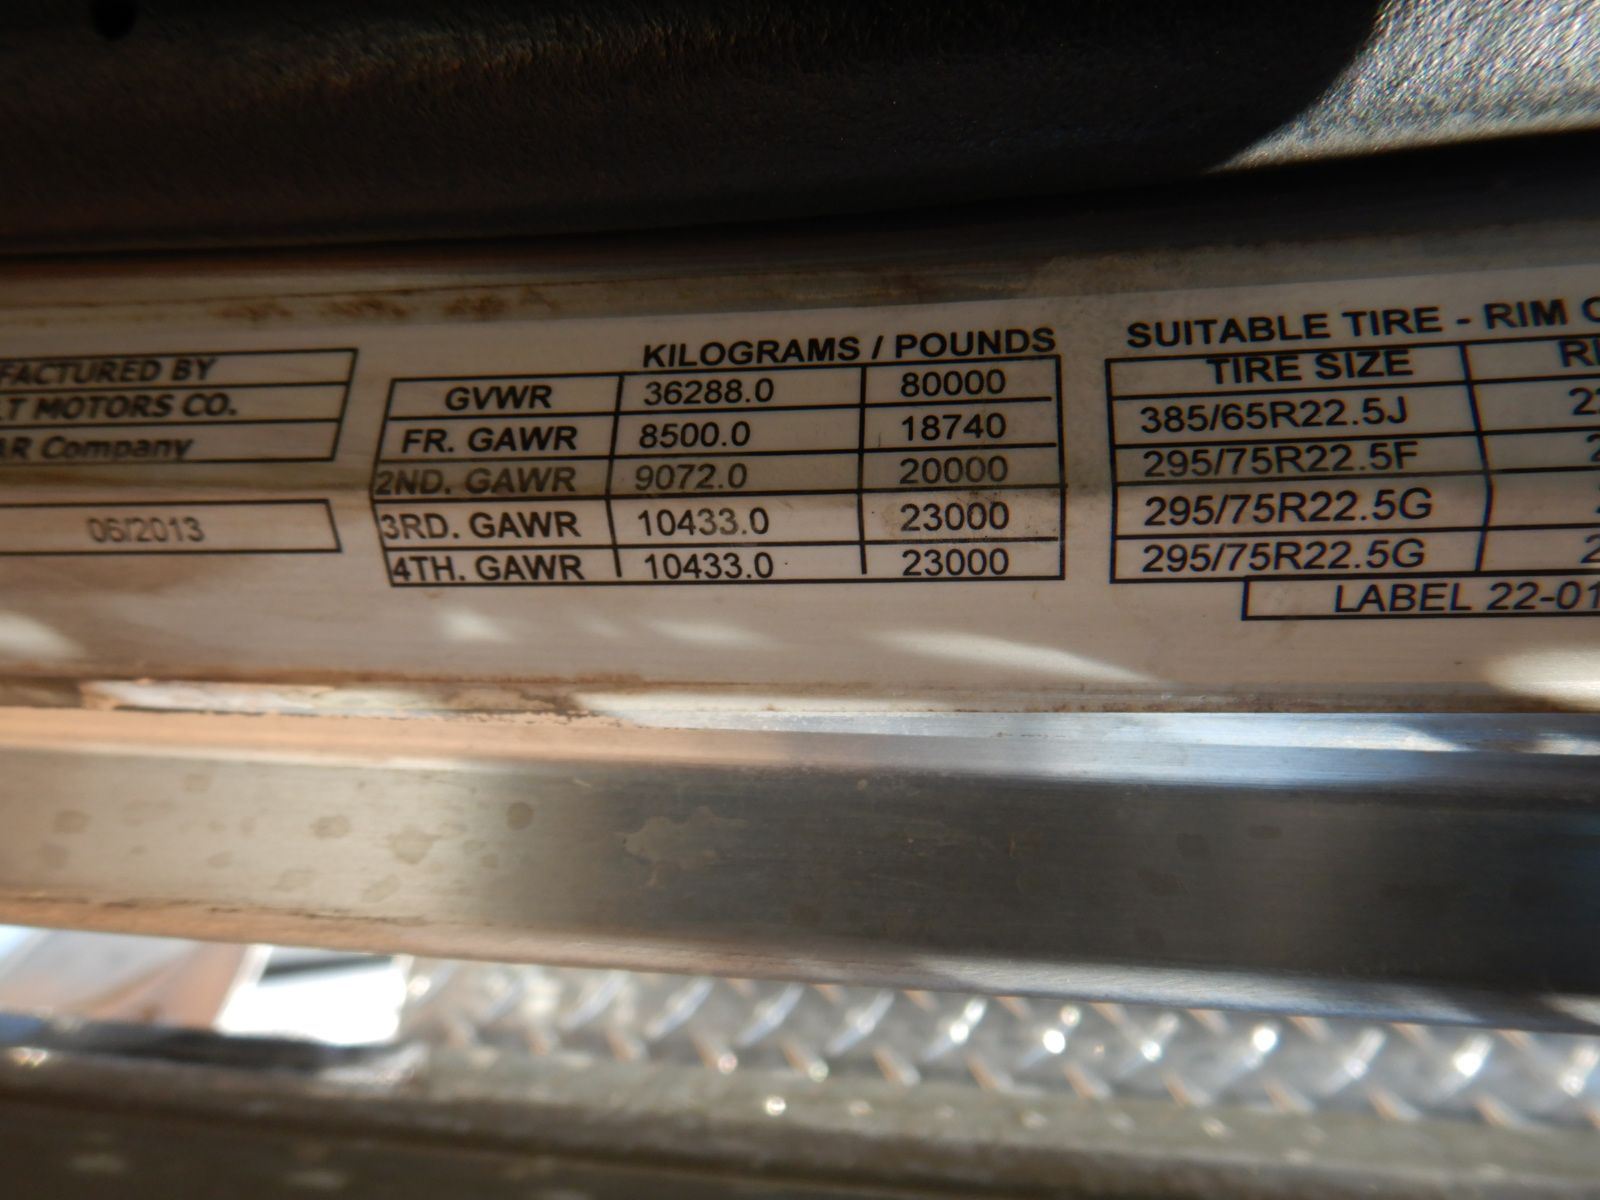 FACTURED BY
LT MOTORS CO.
AR Company
06/2013
KILOGRAMS / POUNDS
GVWR 36288.0 80000
FR. GAWR 8500.0 18740
2ND. GAWR 9072.0 20000
3RD. GAWR 10433.0 23000
4TH. GAWR 10433.0 23000
SUITABLE TIRE - RIM
TIRE SIZE
385/65R22.5J
295/75R22.5F
295/75R22.5G
295/75R22.5G
LABEL 22-01